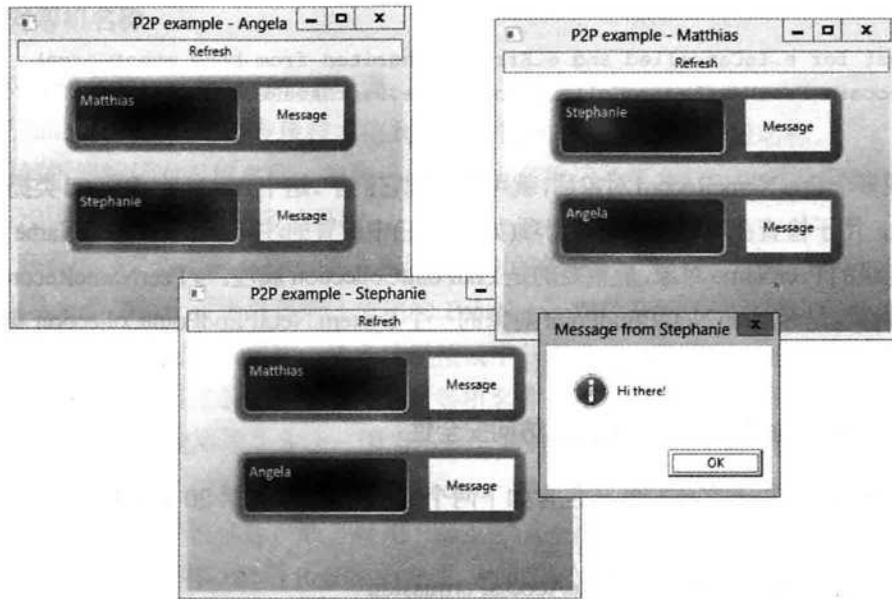 P2P example - Angela
Refresh
Matthias
Message
Stephanie
Message
P2P example - Matthias
Refresh
Stephanie
Message
Angela
Message
P2P example - Stephanie
Refresh
Matthias
Message
Angela
Message
Message from Stephanie
Hi there!
OK